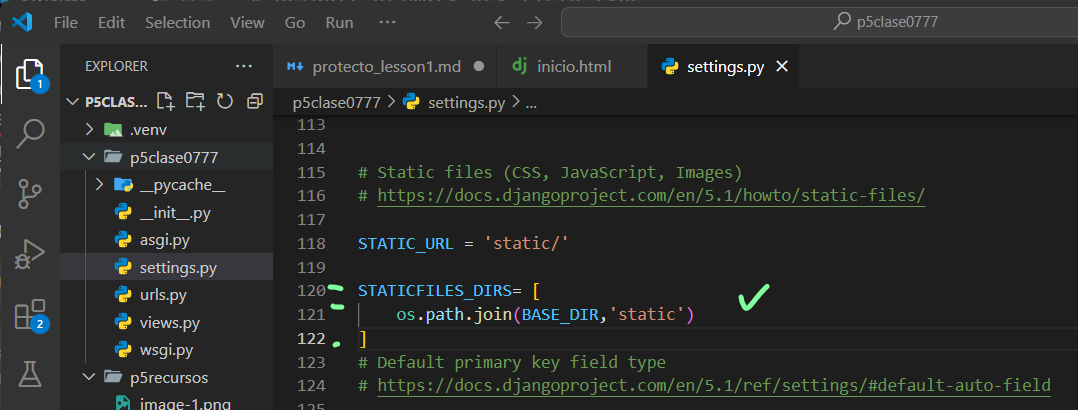 File Edit Selection View Go Run ··· p5clase0777
EXPLORER ···
protecto_lesson1.md inicio.html settings.py
P5CLAS...
p5clase0777 > settings.py > ...
.venv
p5clase0777
__pycache__
__init__.py
asgi.py
settings.py
urls.py
views.py
wsgi.py
p5recursos
image-1.png
1
2
113
114
115 # Static files (CSS, JavaScript, Images)
116 # https://docs.djangoproject.com/en/5.1/howto/static-files/
117
118 STATIC_URL = 'static/'
119
120 STATICFILES_DIRS= [
121 os.path.join(BASE_DIR,'static')
122 ]
123 # Default primary key field type
124 # https://docs.djangoproject.com/en/5.1/ref/settings/#default-auto-field